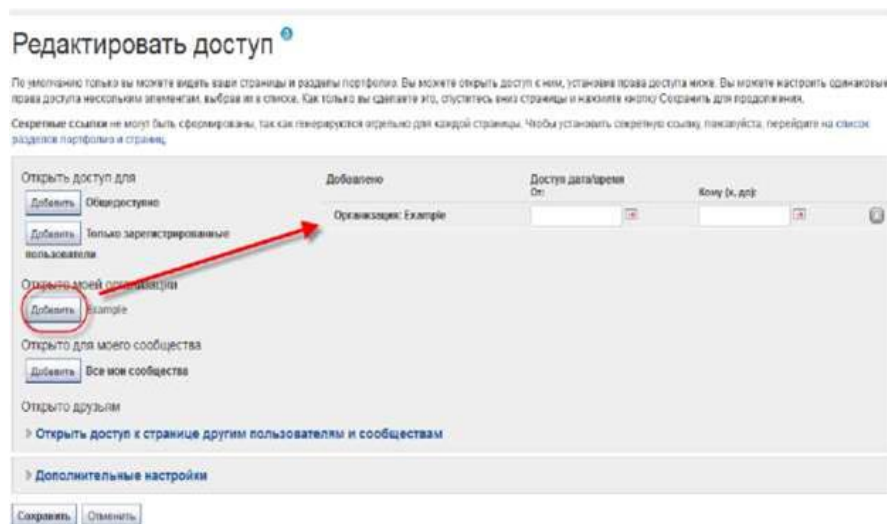 Редактировать доступ
По умолчанию только вы можете видеть ваши страницы и разделы портфолио. Вы можете открыть доступ к ним, установив права доступа ниже. Вы можете настроить одинаковые
права доступа нескольким элементам, выбрав их в списке. Как только вы сделаете это, спуститесь вниз страницы и нажмите кнопку Сохранить для продолжения.
Секретные ссылки не могут быть сформированы, так как генерируются отдельно для каждой страницы. Чтобы установить секретную ссылку, пожалуйста, перейдите на список
разделов портфолио и страниц.
Открыть доступ для
Добавить Общедоступно
Добавить Только зарегистрированные
пользователи
Открыто моей организации
Добавить Example
Открыто для моего сообщества
Добавить Все мои сообщества
Открыто друзьям
Открыть доступ к странице другим пользователям и сообществам
Дополнительные настройки
Сохранить Отменить
Добавлено Доступ дата/время
От: Кому (х, до):
Организация: Example